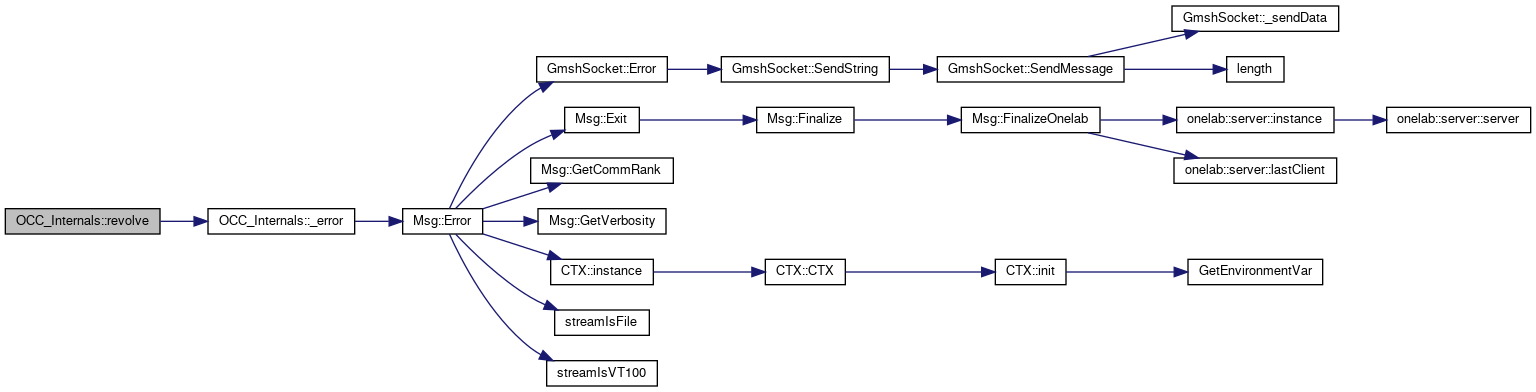 GmshSocket::_sendData
GmshSocket::Error
GmshSocket::SendString
GmshSocket::SendMessage
length
Msg::Exit
Msg::Finalize
Msg::FinalizeOnelab
onelab::server::instance
onelab::server::server
Msg::GetCommRank
onelab::server::lastClient
OCC_Internals::revolve
OCC_Internals::_error
Msg::Error
Msg::GetVerbosity
CTX::instance
CTX::CTX
CTX::init
GetEnvironmentVar
streamIsFile
streamIsVT100